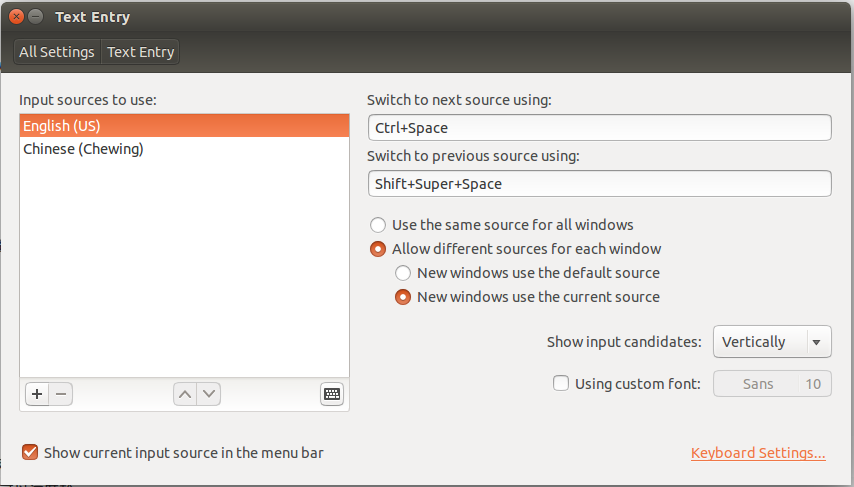 Text Entry
All Settings Text Entry
Input sources to use:
English (US)
Chinese (Chewing)
Switch to next source using:
Ctrl+Space
Switch to previous source using:
Shift+Super+Space
Use the same source for all windows
Allow different sources for each window
New windows use the default source
New windows use the current source
Show input candidates: Vertically
Using custom font: Sans 10
Show current input source in the menu bar
Keyboard Settings...